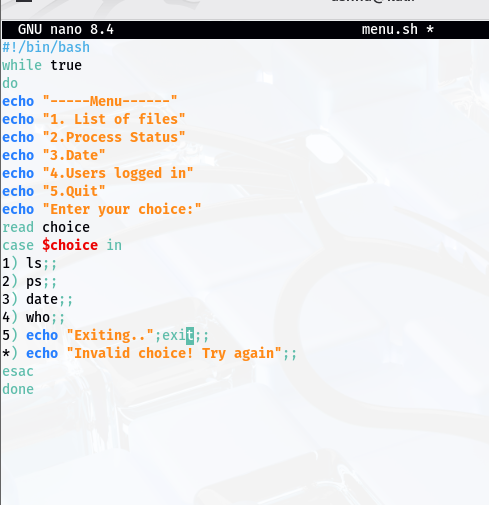 GNU nano 8.4 menu.sh *
#!/bin/bash
while true
do
echo "-----Menu------"
echo "1. List of files"
echo "2.Process Status"
echo "3.Date"
echo "4.Users logged in"
echo "5.Quit"
echo "Enter your choice:"
read choice
case $choice in
1) ls;;
2) ps;;
3) date;;
4) who;;
5) echo "Exiting..";exit;;
*) echo "Invalid choice! Try again";;
esac
done